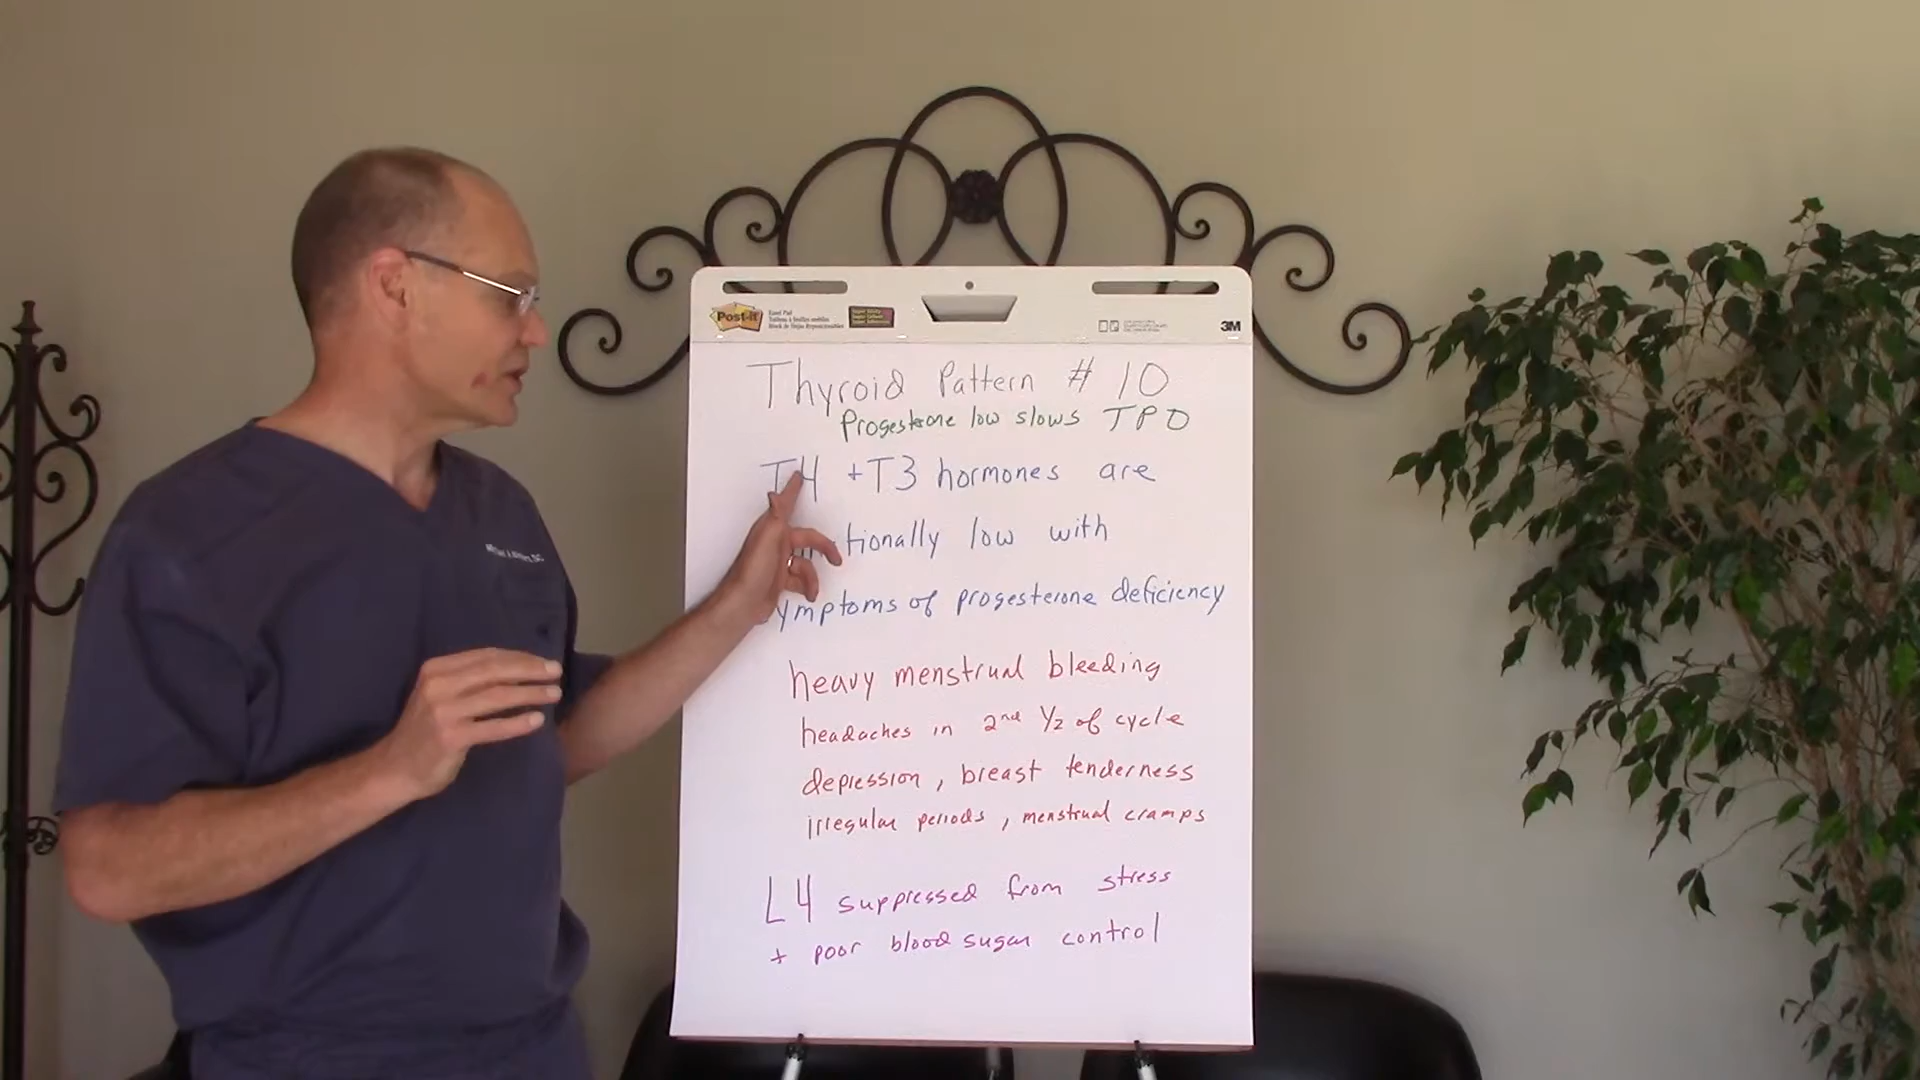 Post-it
3M
Thyroid Pattern # 10
Progesterone low slows TPO
T4 + T3 hormones are
tionally low with
ymptoms of progesterone deficiency
heavy menstrual bleeding
headaches in 2nd 1/2 of cycle
depression, breast tenderness
irregular periods, menstrual cramps
L4 suppressed from stress
+ poor blood sugar control